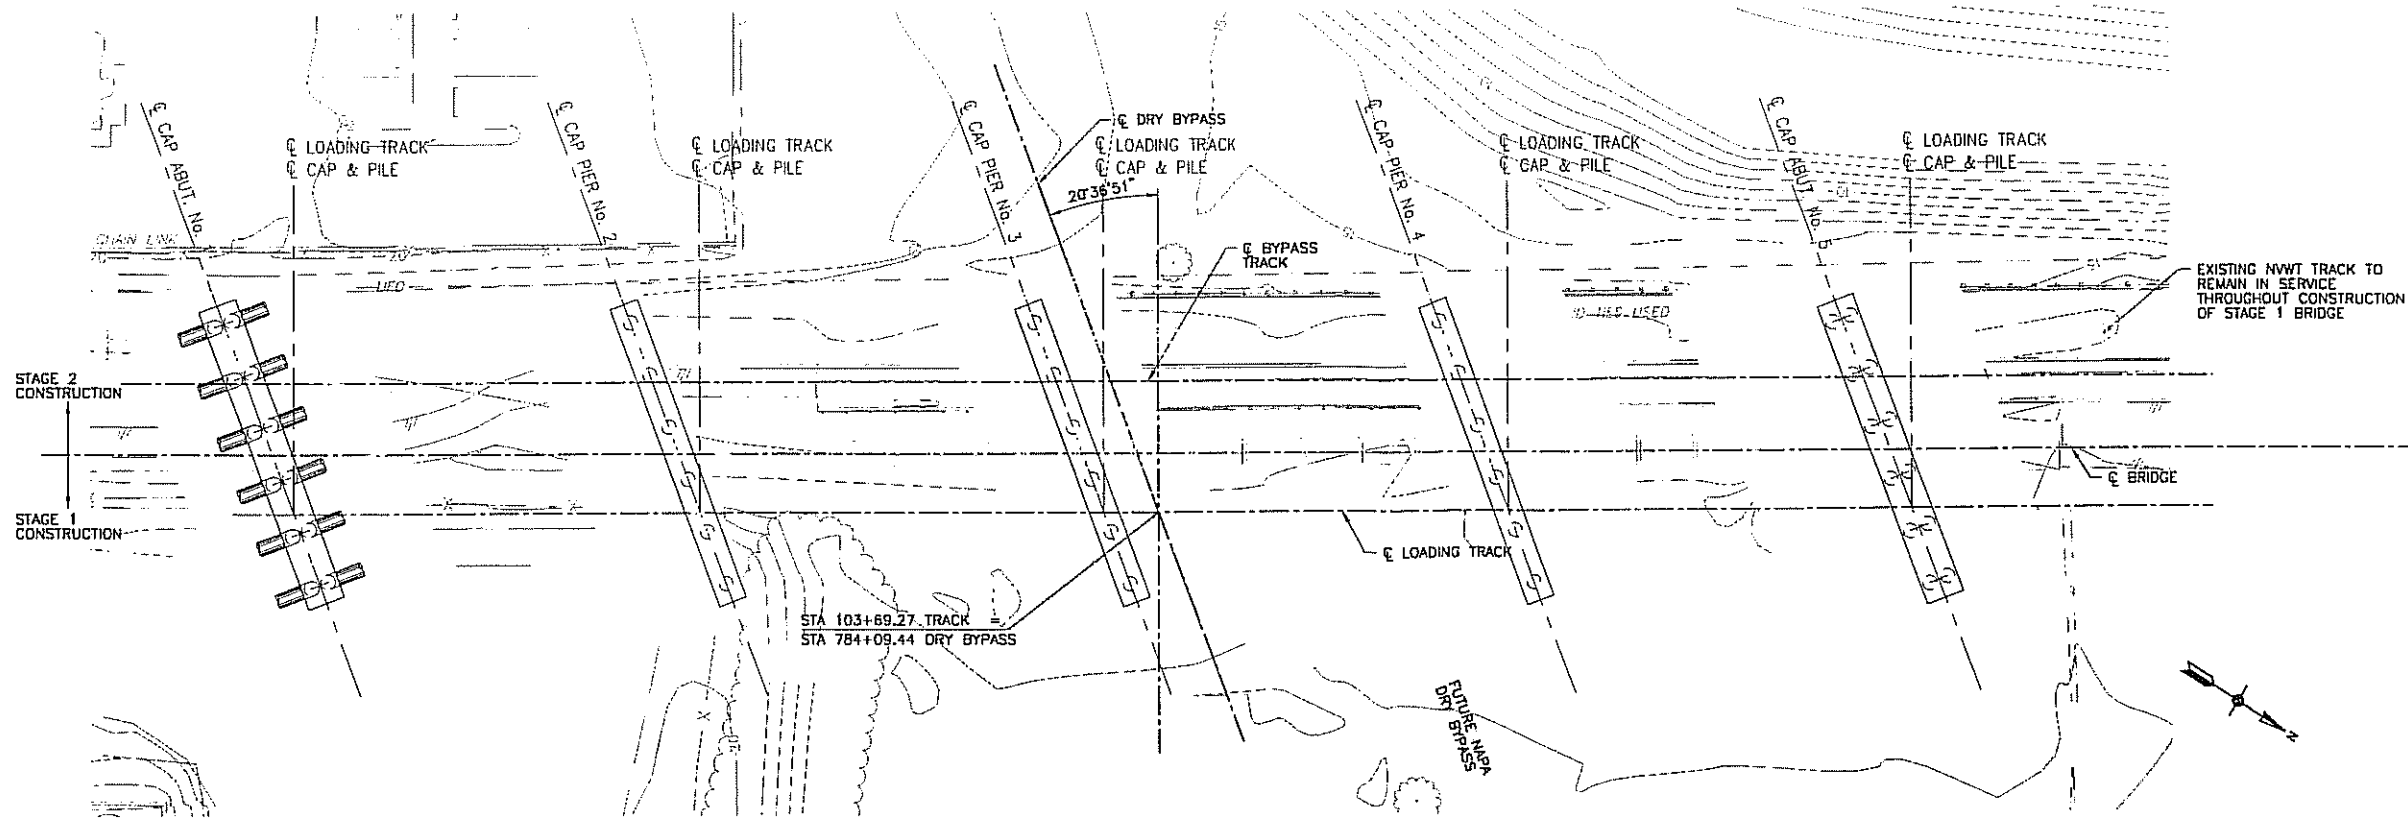 ℄ CAP ABUT. No.
℄ LOADING TRACK
℄ CAP & PILE
℄ CAP PIER No. 2
℄ LOADING TRACK
℄ CAP & PILE
℄ CAP PIER No. 3
℄ DRY BYPASS
℄ LOADING TRACK
℄ CAP & PILE
20°36'51"
℄ CAP PIER No. 4
℄ LOADING TRACK
℄ CAP & PILE
℄ CAP ABUT. No. 5
℄ LOADING TRACK
℄ CAP & PILE
CHAIN LINK
℄ BYPASS
TRACK
EXISTING NVWT TRACK TO
REMAIN IN SERVICE
THROUGHOUT CONSTRUCTION
OF STAGE 1 BRIDGE
STAGE 2
CONSTRUCTION
STAGE 1
CONSTRUCTION
℄ BRIDGE
℄ LOADING TRACK
STA 103+69.27 TRACK =
STA 784+09.44 DRY BYPASS
FUTURE NAPA
DRY BYPASS
N